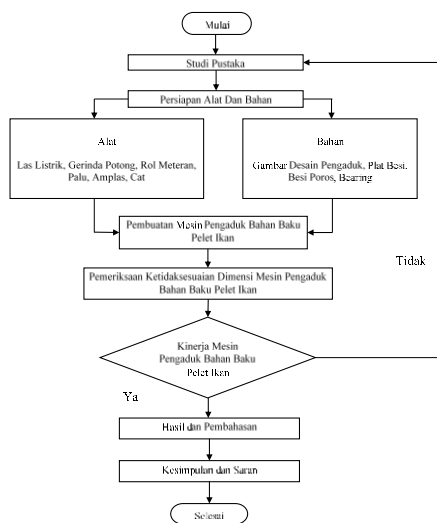 Mulai
Studi Pustaka
Persiapan Alat Dan Bahan
Alat
Las Listrik, Gerinda Potong, Rol Meteran,
Palu, Amplas, Cat
Bahan
Gambar Desain Pengaduk, Plat Besi.
Besi Poros, Bearing
Pembuatan Mesin Pengaduk Bahan Baku
Pelet Ikan
Pemeriksaan Ketidaksesuaian Dimensi Mesin Pengaduk
Bahan Baku Pelet Ikan
Tidak
Kinerja Mesin
Pengaduk Bahan Baku
Pelet Ikan
Ya
Hasil dan Pembahasan
Kesimpulan dan Saran
Selesai